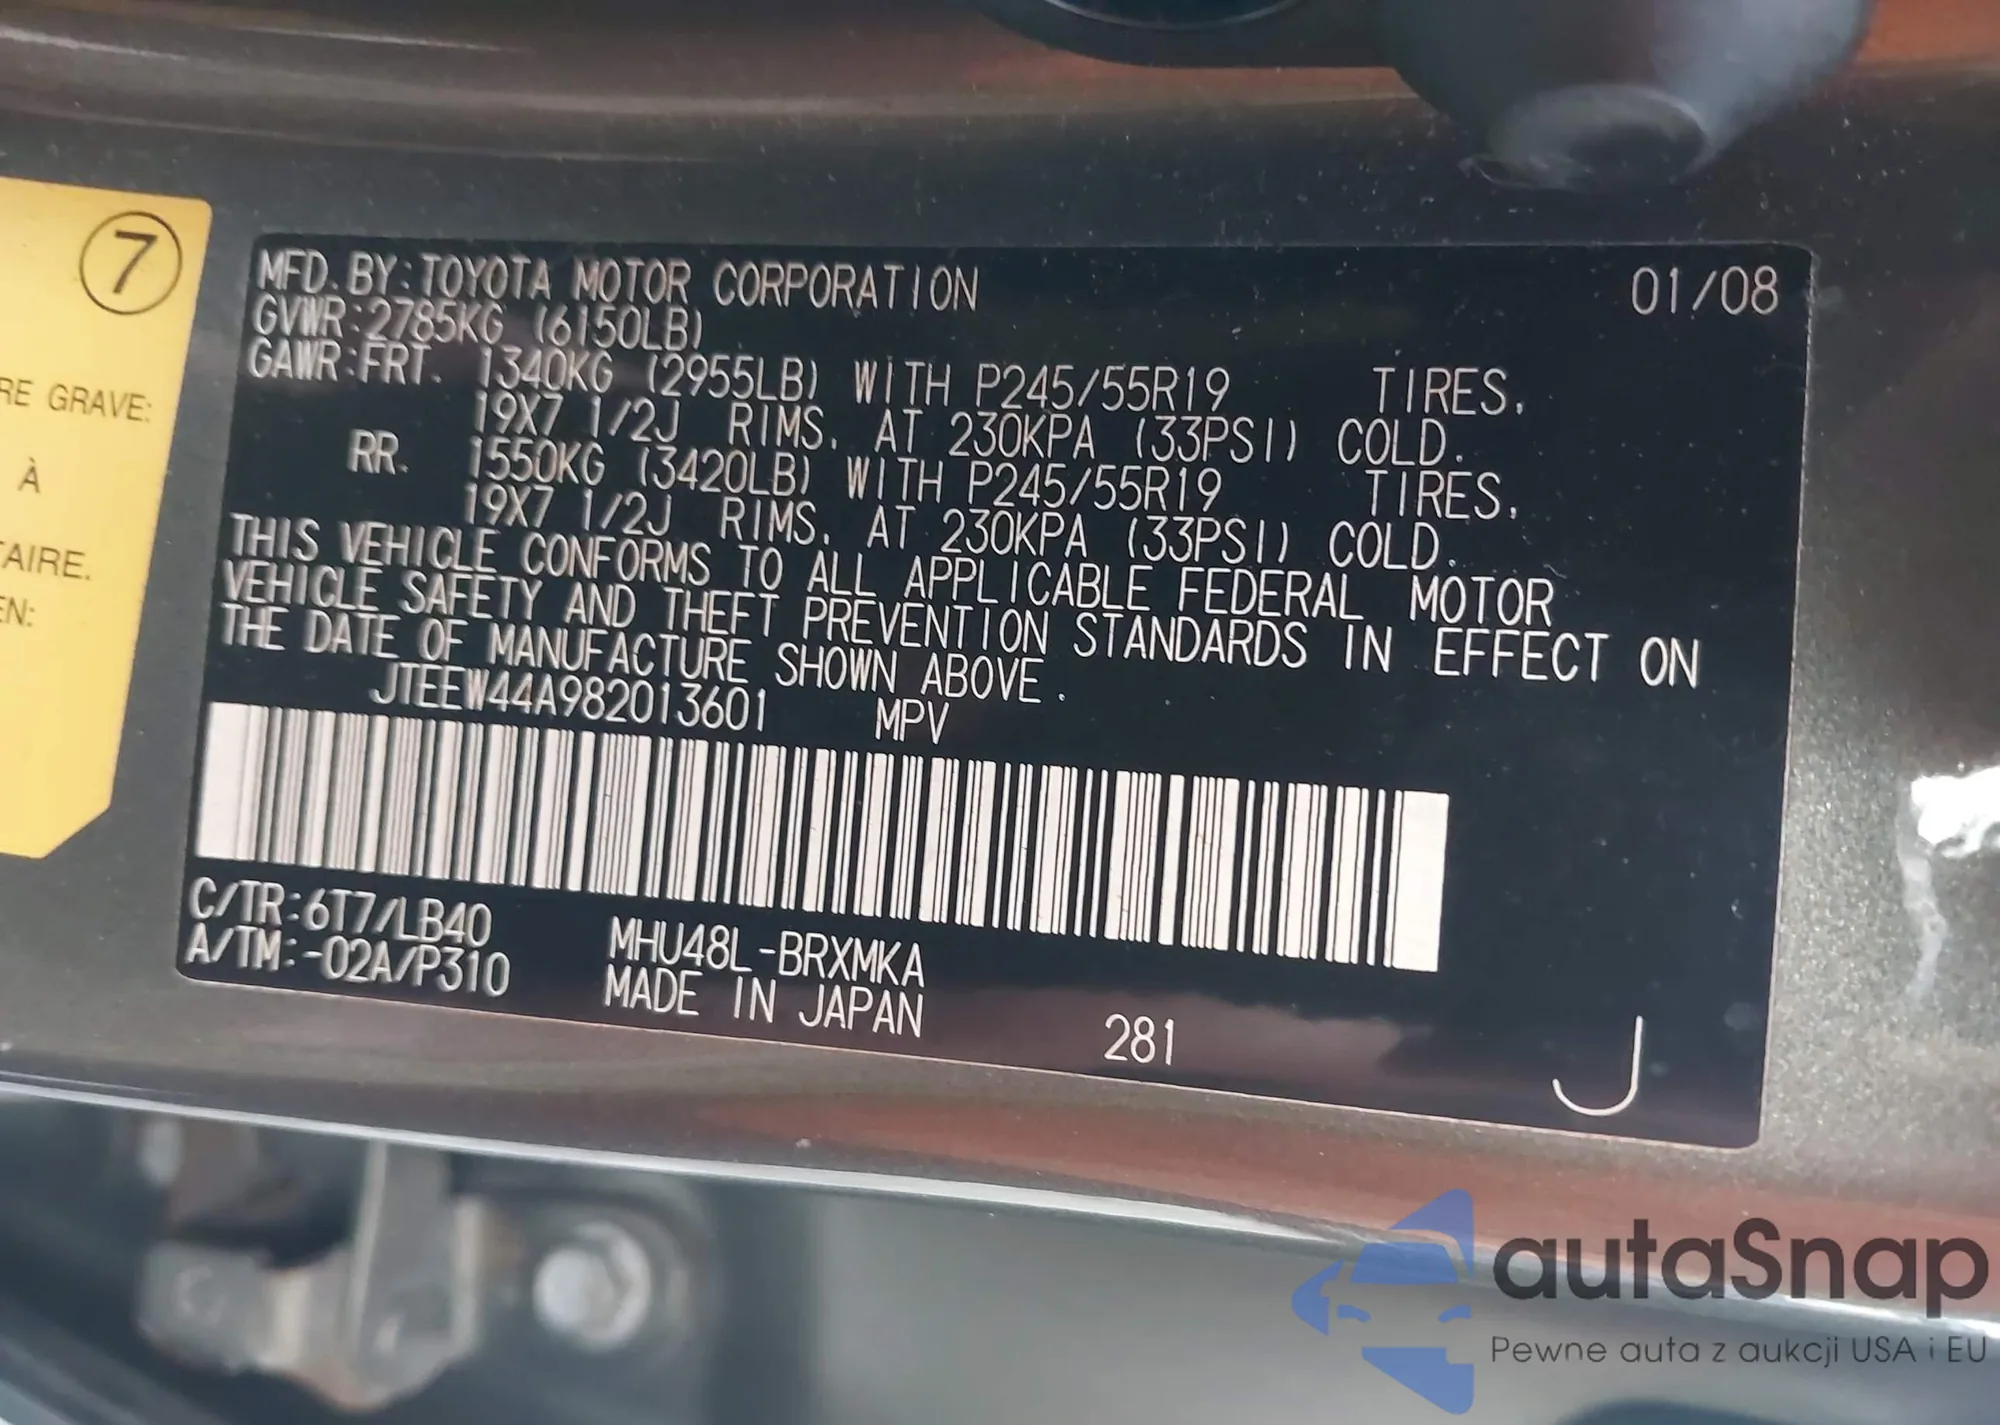 7
RE GRAVE:
À
AIRE.
EN:
MFD. BY: TOYOTA MOTOR CORPORATION 01/08
GVWR: 2785KG (6150LB)
GAWR: FRT. 1340KG (2955LB) WITH P245/55R19 TIRES,
19X7 1/2J RIMS, AT 230KPA (33PSI) COLD.
RR. 1550KG (3420LB) WITH P245/55R19 TIRES,
19X7 1/2J RIMS, AT 230KPA (33PSI) COLD.
THIS VEHICLE CONFORMS TO ALL APPLICABLE FEDERAL MOTOR
VEHICLE SAFETY AND THEFT PREVENTION STANDARDS IN EFFECT ON
THE DATE OF MANUFACTURE SHOWN ABOVE.
JTEEW44A982013601 MPV
C/TR: 6T7/LB40 MHU48L-BRXMKA
A/TM: -02A/P310 MADE IN JAPAN
281 J
autaSnap
Pewne auta z aukcji USA i EU